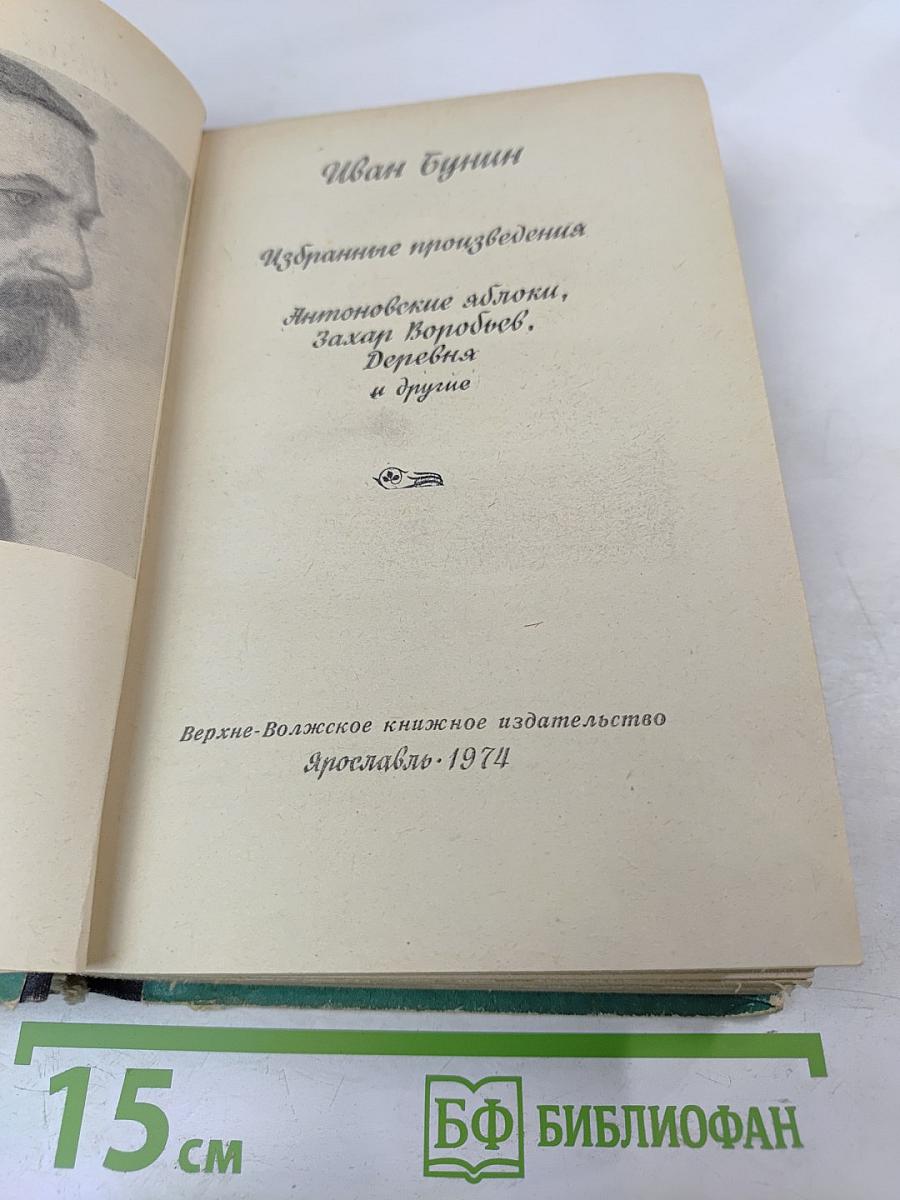 Иван Бунин
Избранные произведения
Антоновские яблоки,
Захар Воробьев,
Деревня
и другие
Верхне-Волжское книжное издательство
Ярославль·1974
15 см
БФ БИБЛИОФАН